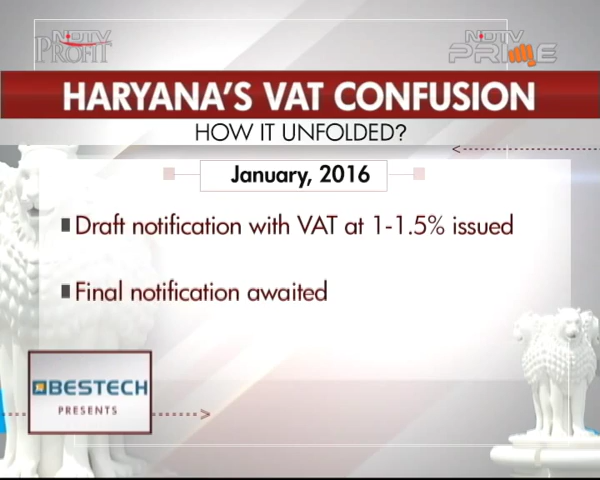 NDTV
PROFIT
NDTV
PRIME
HARYANA'S VAT CONFUSION
HOW IT UNFOLDED?
January, 2016
Draft notification with VAT at 1-1.5% issued
Final notification awaited
BESTECH
PRESENTS